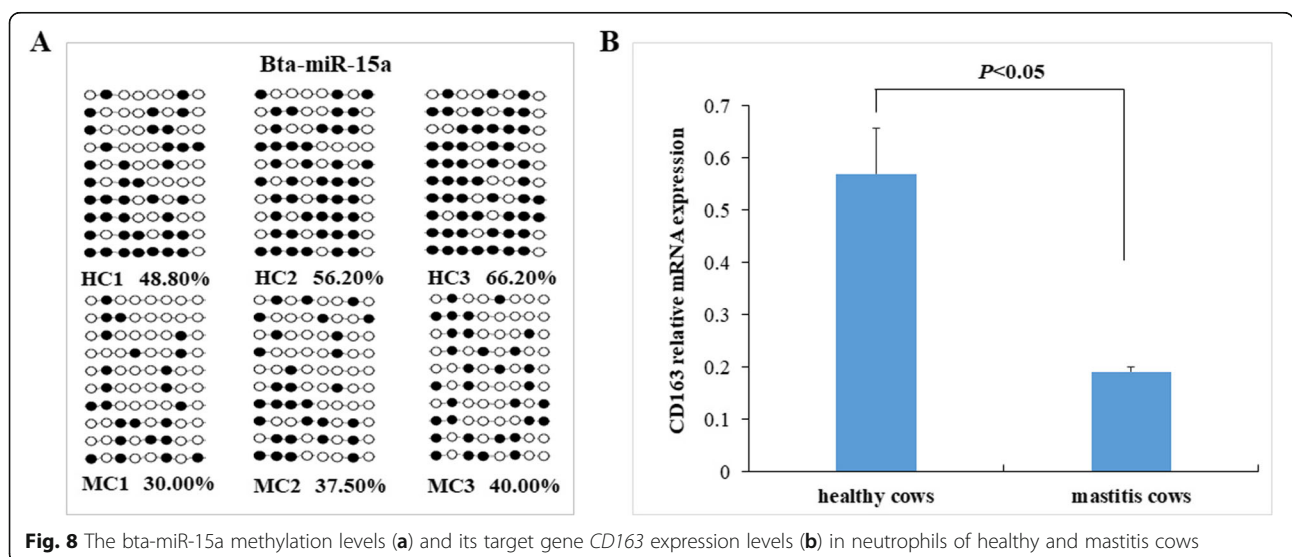 A
Bta-miR-15a
HC1 48.80% HC2 56.20% HC3 66.20%
MC1 30.00% MC2 37.50% MC3 40.00%
B
P<0.05
CD163 relative mRNA expression
0.7
0.6
0.5
0.4
0.3
0.2
0.1
0
healthy cows mastitis cows
Fig. 8 The bta-miR-15a methylation levels (a) and its target gene CD163 expression levels (b) in neutrophils of healthy and mastitis cows